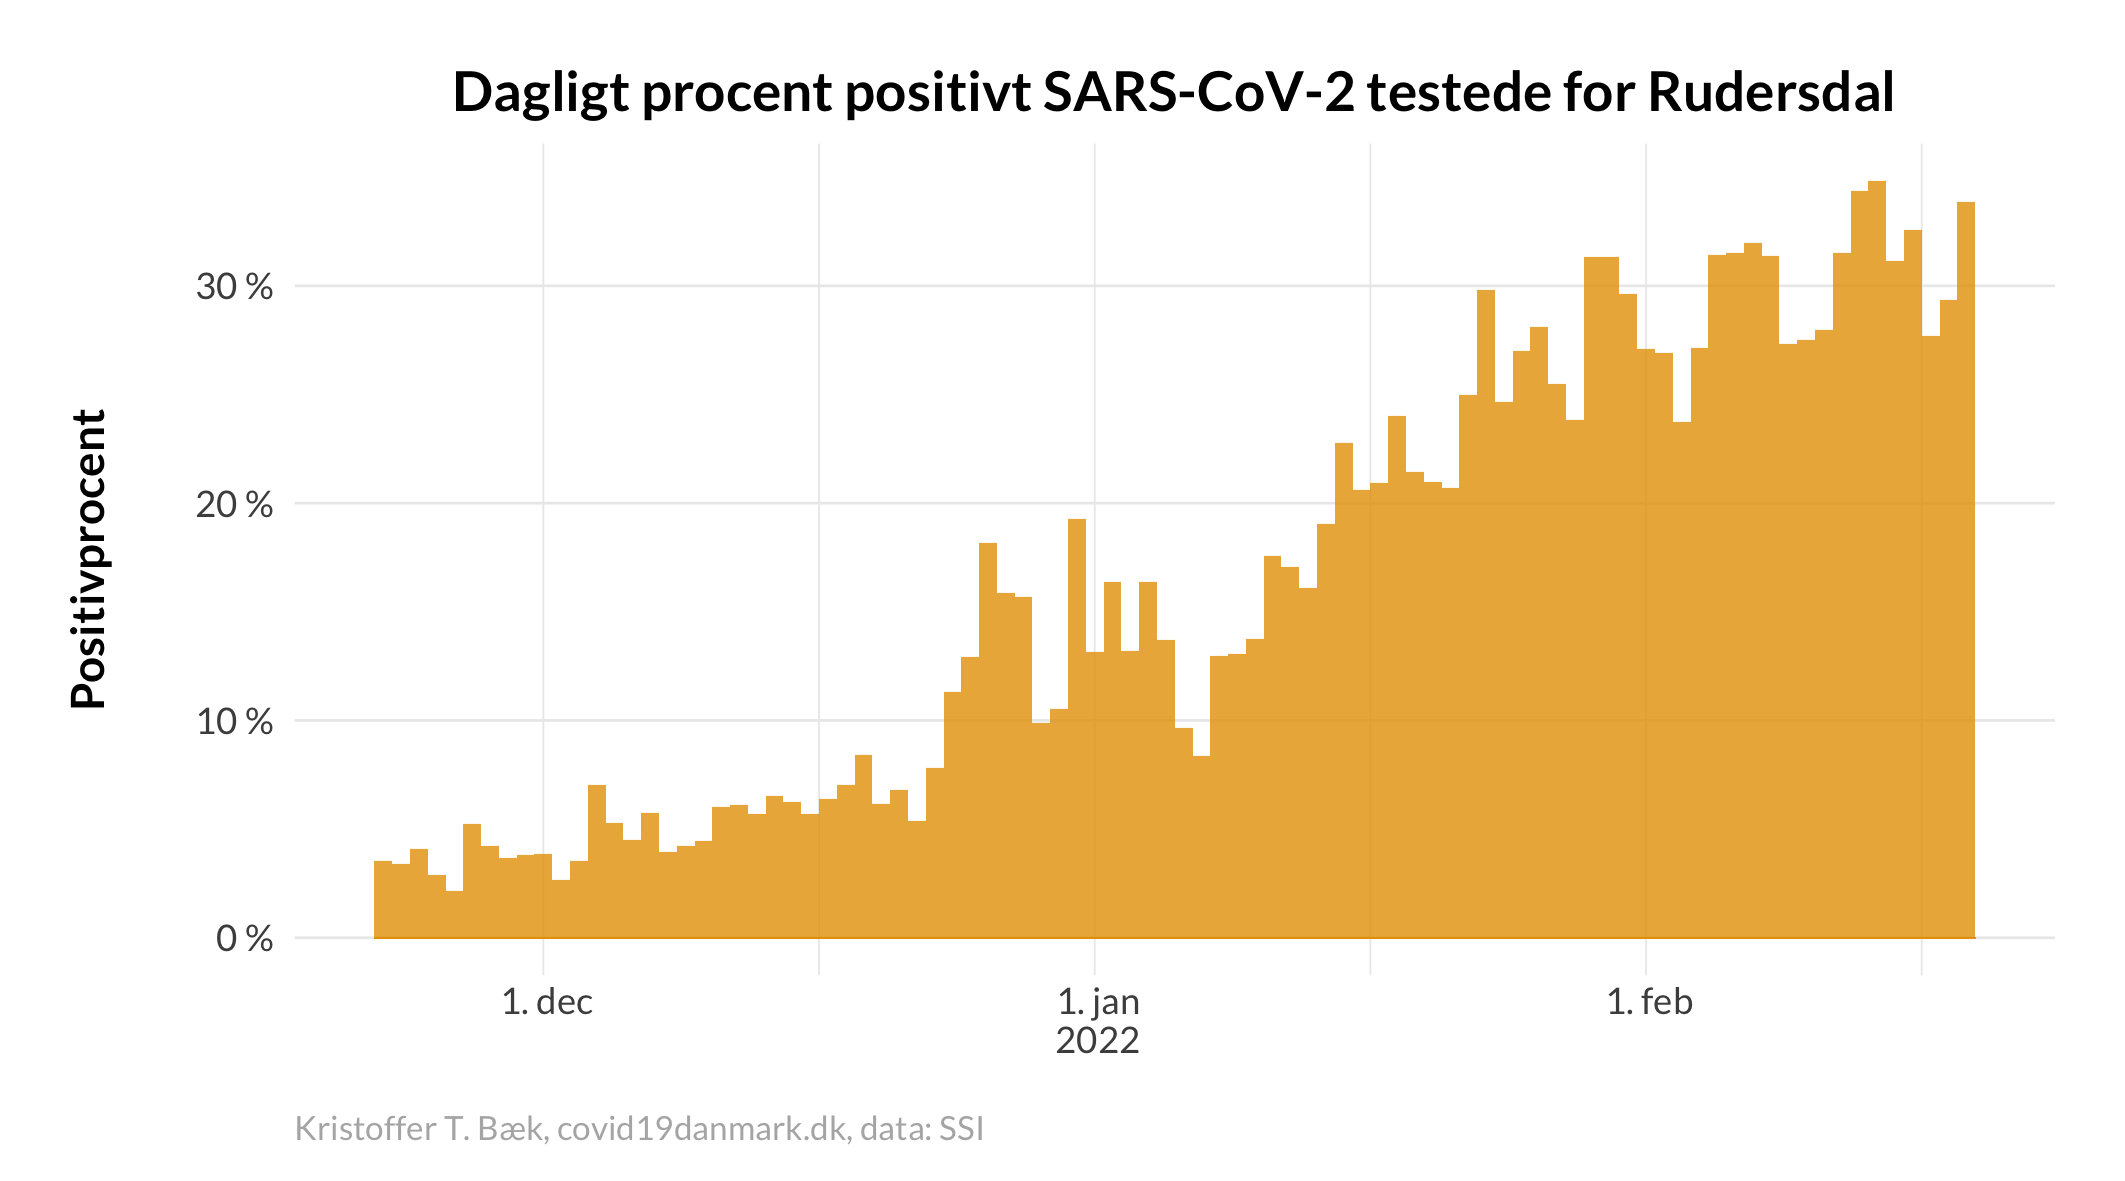 Dagligt procent positivt SARS-CoV-2 testede for Rudersdal
Positivprocent
30 %
20 %
10 %
0 %
1. dec
1. jan
2022
1. feb
Kristoffer T. Bæk, covid19danmark.dk, data: SSI